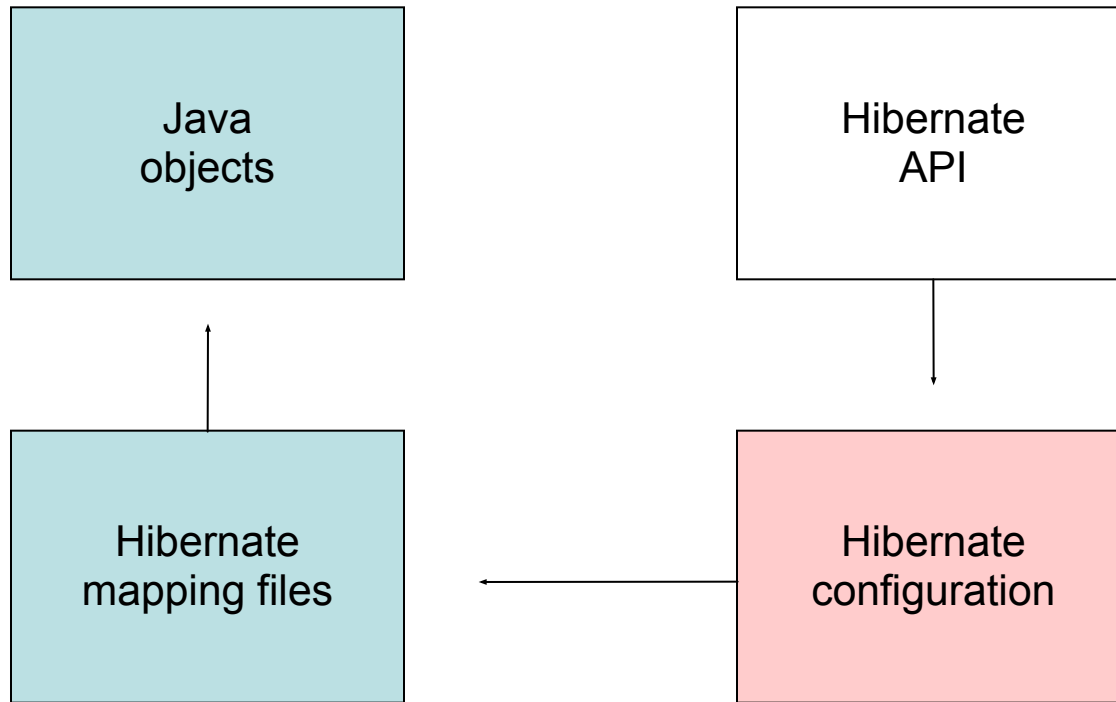 Java
objects
Hibernate
API
Hibernate
mapping files
Hibernate
configuration